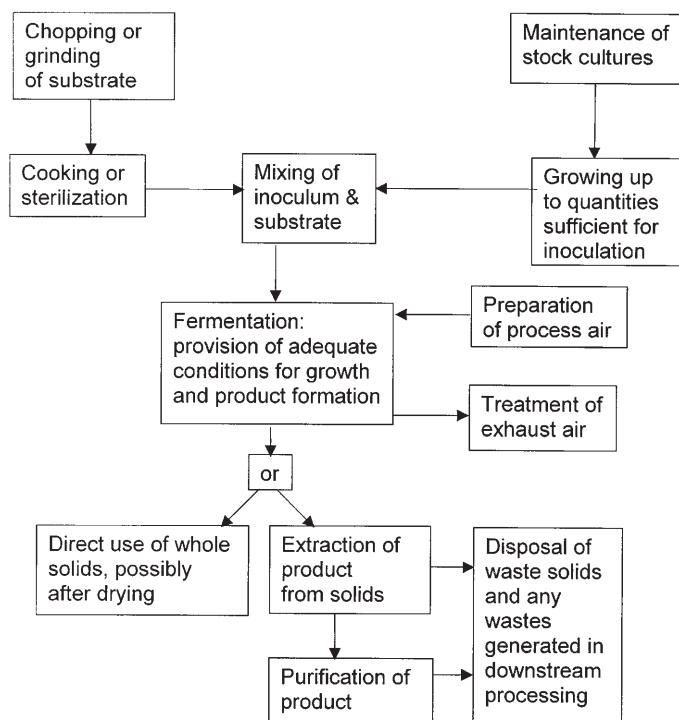 Chopping or
grinding
of substrate
Maintenance of
stock cultures
Cooking or
sterilization
Mixing of
inoculum &
substrate
Growing up
to quantities
sufficient for
inoculation
Fermentation:
provision of adequate
conditions for growth
and product formation
Preparation
of process air
Treatment of
exhaust air
or
Direct use of whole
solids, possibly
after drying
Extraction of
product
from solids
Disposal of
waste solids
and any
wastes
generated in
downstream
processing
Purification of
product